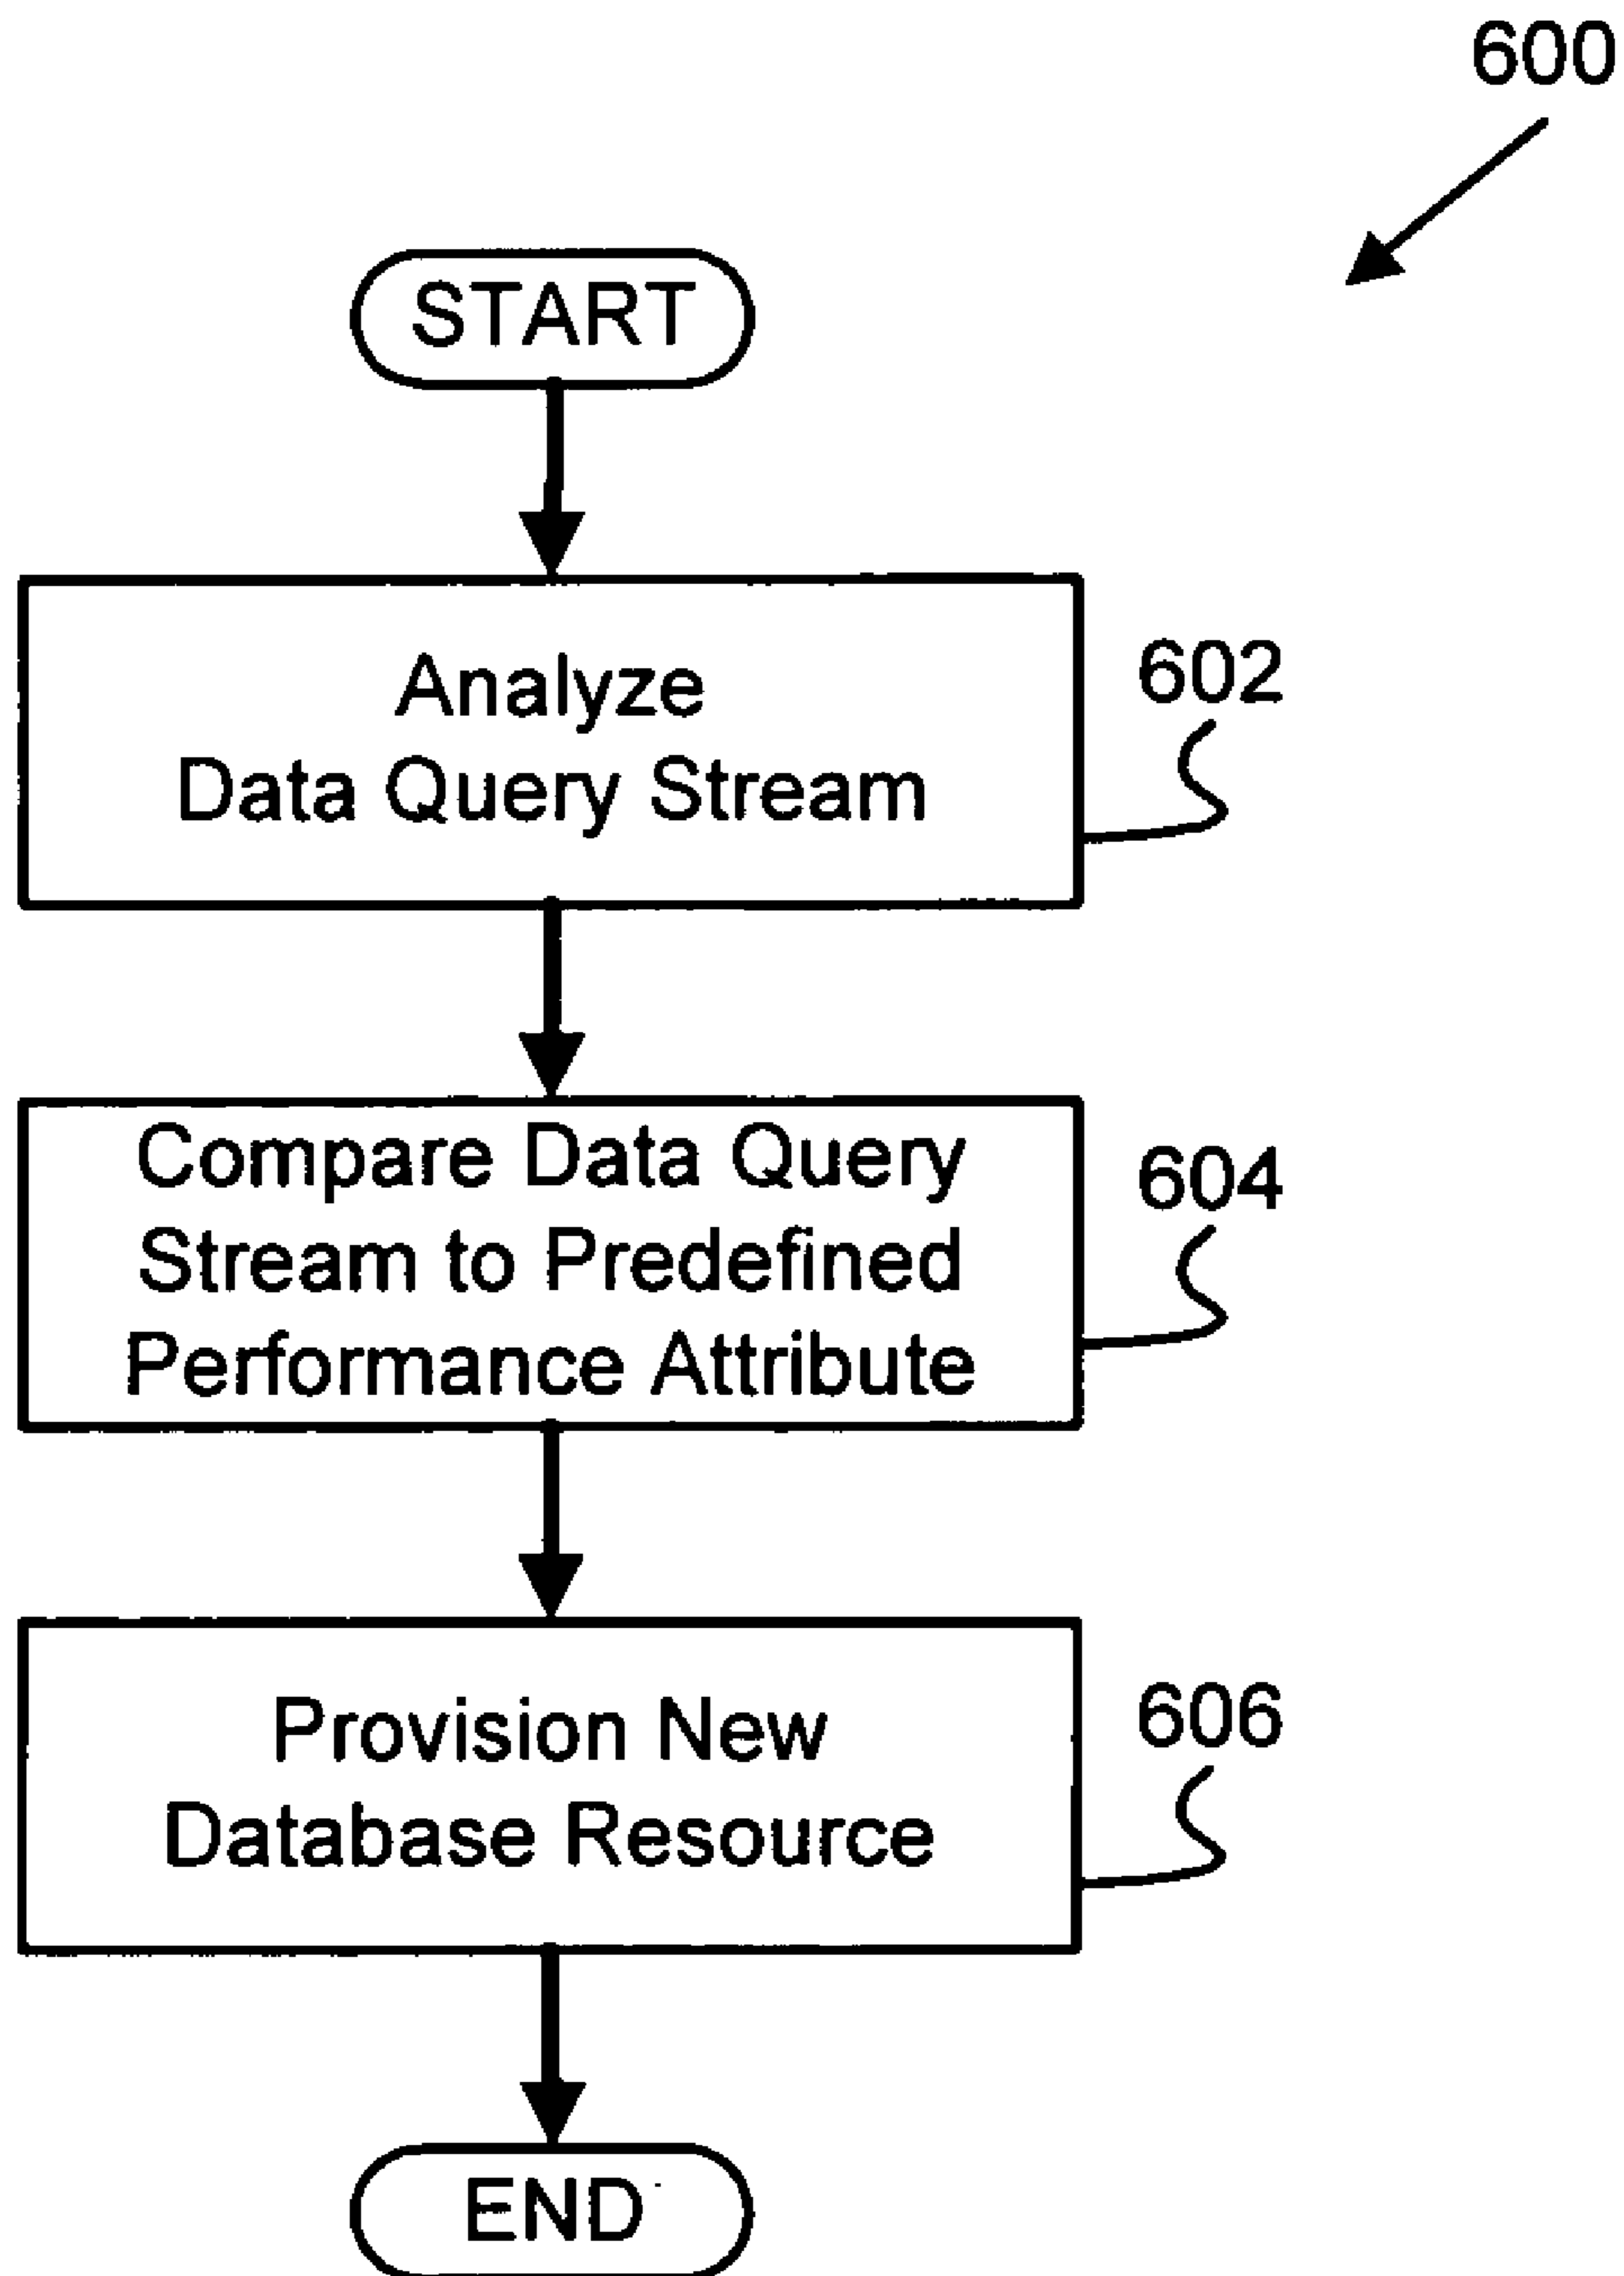 600
START
Analyze
Data Query Stream
602
Compare Data Query
Stream to Predefined
Performance Attribute
604
Provision New
Database Resource
606
END